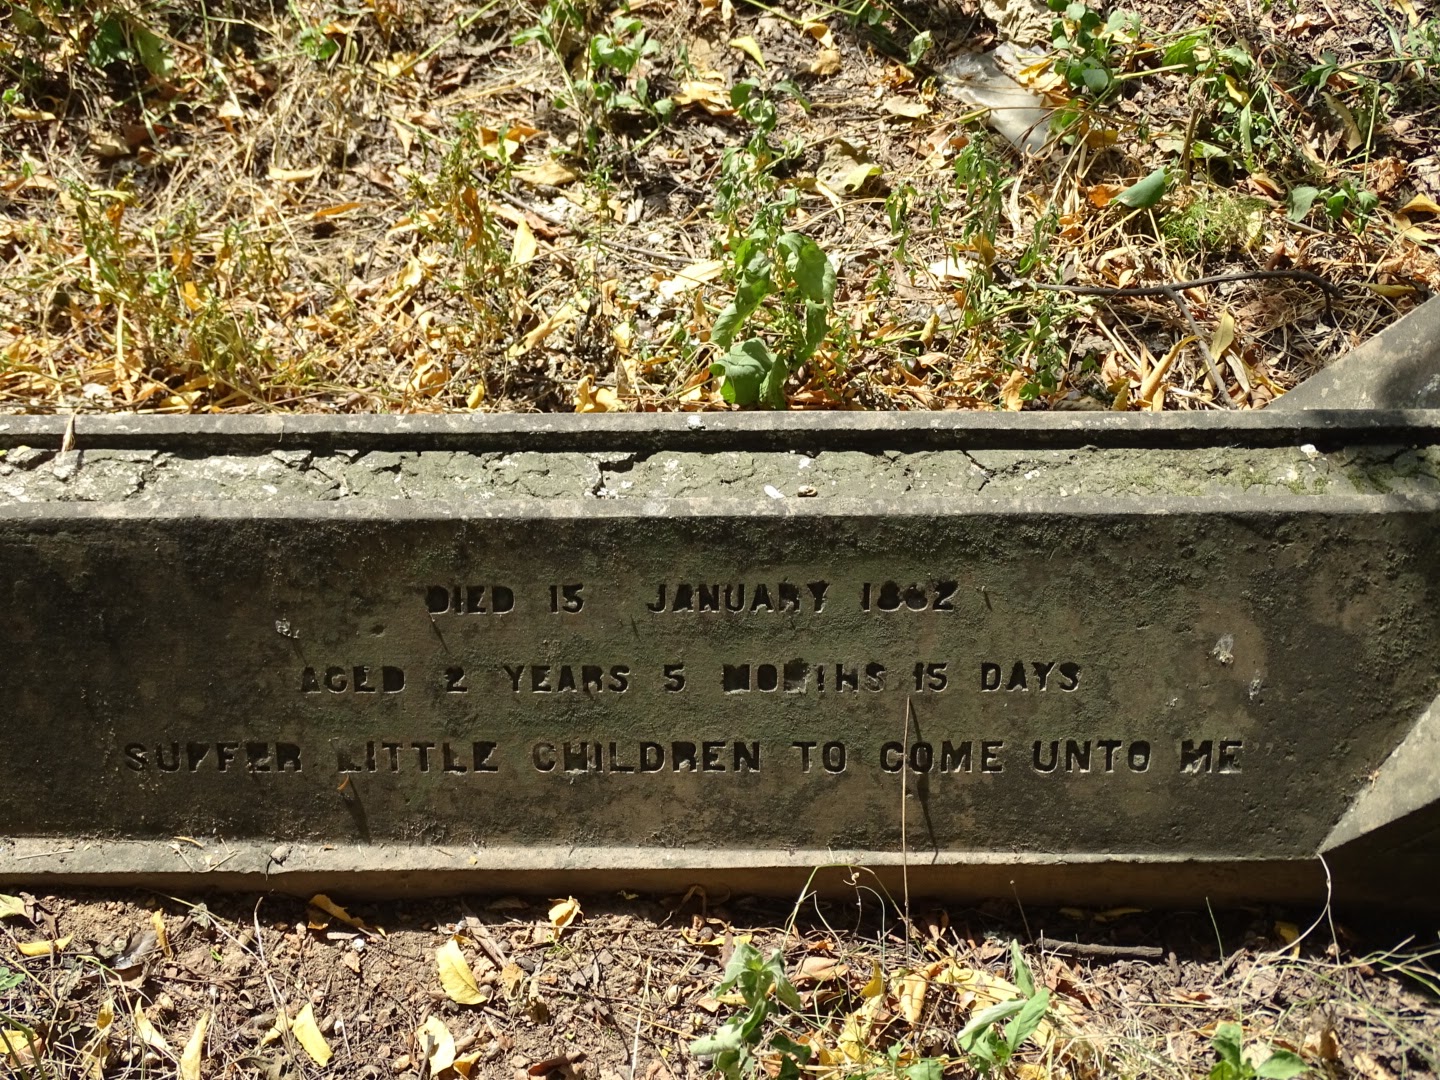 DIED 15 JANUARY 1862
AGED 2 YEARS 5 MONTHS 15 DAYS
SUFFER LITTLE CHILDREN TO COME UNTO ME"